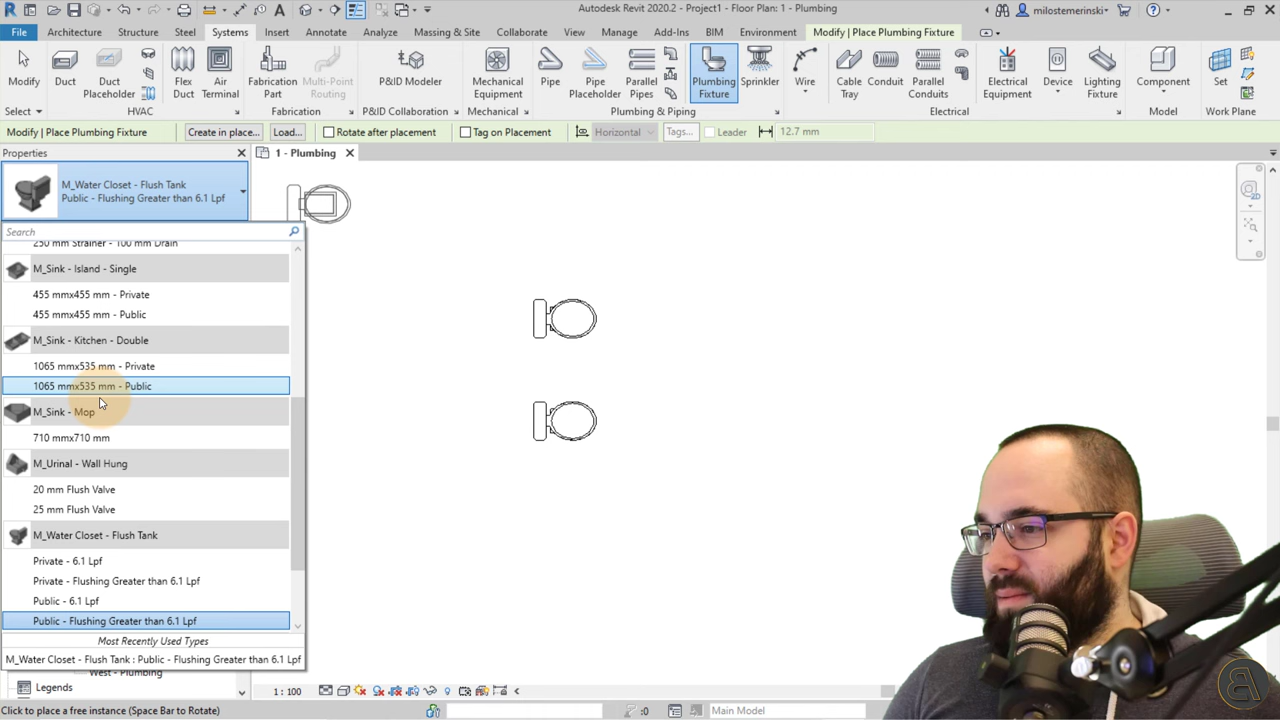 Autodesk Revit 2020.2 - Project1 - Floor Plan: 1 - Plumbing
milostemerinski
File Architecture Structure Steel Systems Insert Annotate Analyze Massing & Site Collaborate View Manage Add-Ins BIM Environment Modify | Place Plumbing Fixture
Modify Duct Duct Placeholder Flex Duct Air Terminal Fabrication Part Multi-Point Routing P&ID Modeler Mechanical Equipment Pipe Pipe Placeholder Parallel Pipes Plumbing Fixture Sprinkler Wire Cable Tray Conduit Parallel Conduits Electrical Equipment Device Lighting Fixture Component Set
Select HVAC Fabrication P&ID Collaboration Mechanical Plumbing & Piping Electrical Model Work Plane
Modify | Place Plumbing Fixture Create in place... Load... Rotate after placement Tag on Placement Horizontal Tags... Leader 12.7 mm
Properties
1 - Plumbing
M_Water Closet - Flush Tank
Public - Flushing Greater than 6.1 Lpf
Search
250 mm Strainer - 100 mm Drain
M_Sink - Island - Single
455 mmx455 mm - Private
455 mmx455 mm - Public
M_Sink - Kitchen - Double
1065 mmx535 mm - Private
1065 mmx535 mm - Public
M_Sink - Mop
710 mmx710 mm
M_Urinal - Wall Hung
20 mm Flush Valve
25 mm Flush Valve
M_Water Closet - Flush Tank
Private - 6.1 Lpf
Private - Flushing Greater than 6.1 Lpf
Public - 6.1 Lpf
Public - Flushing Greater than 6.1 Lpf
Most Recently Used Types
M_Water Closet - Flush Tank : Public - Flushing Greater than 6.1 Lpf
West - Plumbing
Legends
1 : 100
Click to place a free instance (Space Bar to Rotate)
:0
Main Model